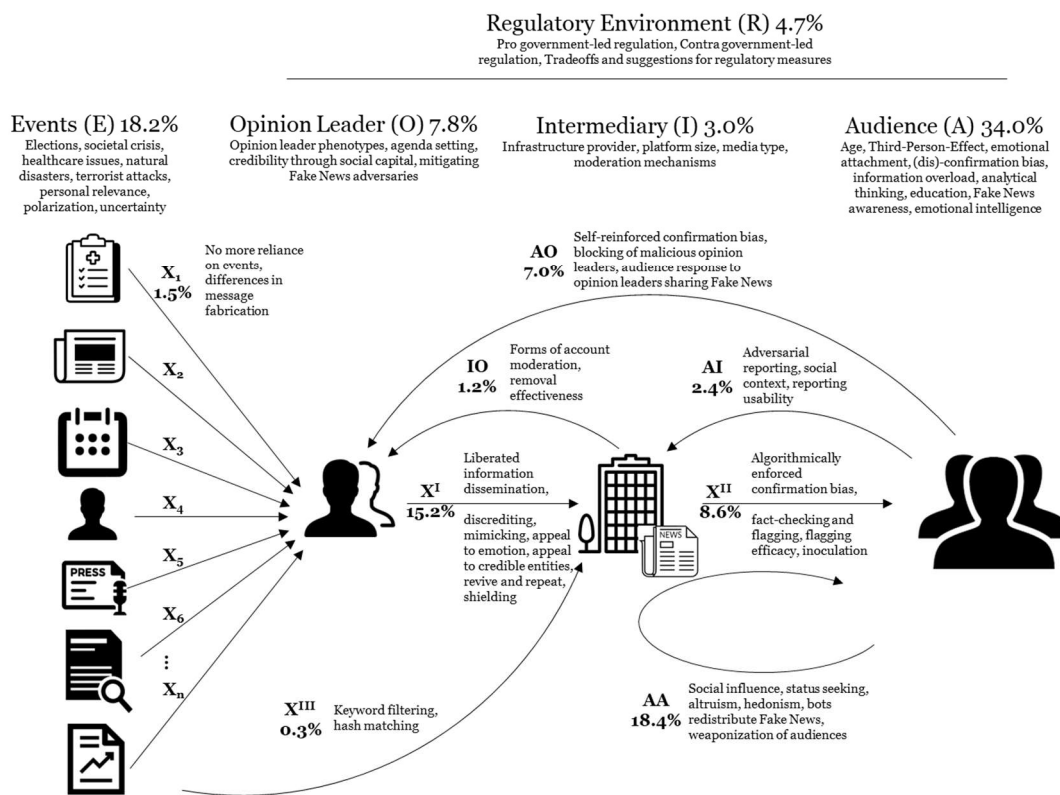 Regulatory Environment (R) 4.7%
Pro government-led regulation, Contra government-led
regulation, Tradeoffs and suggestions for regulatory measures
Events (E) 18.2%
Elections, societal crisis,
healthcare issues, natural
disasters, terrorist attacks,
personal relevance,
polarization, uncertainty
Opinion Leader (O) 7.8%
Opinion leader phenotypes, agenda setting,
credibility through social capital, mitigating
Fake News adversaries
Intermediary (I) 3.0%
Infrastructure provider, platform size, media type,
moderation mechanisms
Audience (A) 34.0%
Age, Third-Person-Effect, emotional
attachment, (dis)-confirmation bias,
information overload, analytical
thinking, education, Fake News
awareness, emotional intelligence
X1
1.5%
No more reliance
on events,
differences in
message
fabrication
AO
7.0%
Self-reinforced confirmation bias,
blocking of malicious opinion
leaders, audience response to
opinion leaders sharing Fake News
X2
IO
1.2%
Forms of account
moderation,
removal
effectiveness
AI
2.4%
Adversarial
reporting, social
context, reporting
usability
X3
X4
XI
15.2%
Liberated
information
dissemination,
discrediting,
mimicking, appeal
to emotion, appeal
to credible entities,
revive and repeat,
shielding
NEWS
XII
8.6%
Algorithmically
enforced
confirmation bias,
fact-checking and
flagging, flagging
efficacy, inoculation
PRESS
X5
X6
⋮
Xn
XIII
0.3%
Keyword filtering,
hash matching
AA
18.4%
Social influence, status seeking,
altruism, hedonism, bots
redistribute Fake News,
weaponization of audiences